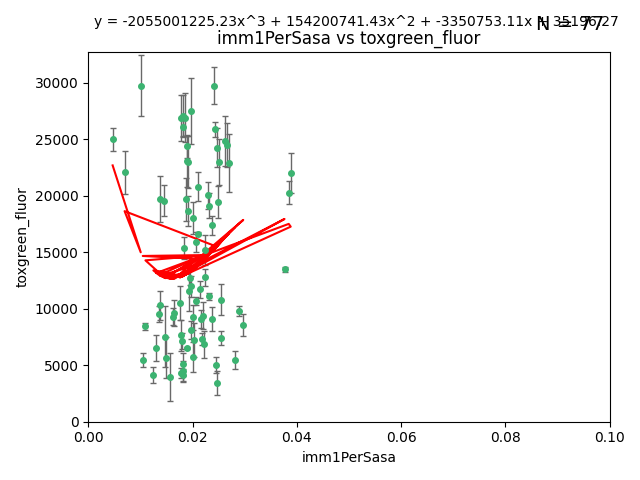 y = -2055001225.23x^3 + 154200741.43x^2 + -3350753.11x + 35196.27
N = 77
imm1PerSasa vs toxgreen_fluor
30000
25000
20000
15000
10000
5000
0
toxgreen_fluor
0.00 0.02 0.04 0.06 0.08 0.10
imm1PerSasa